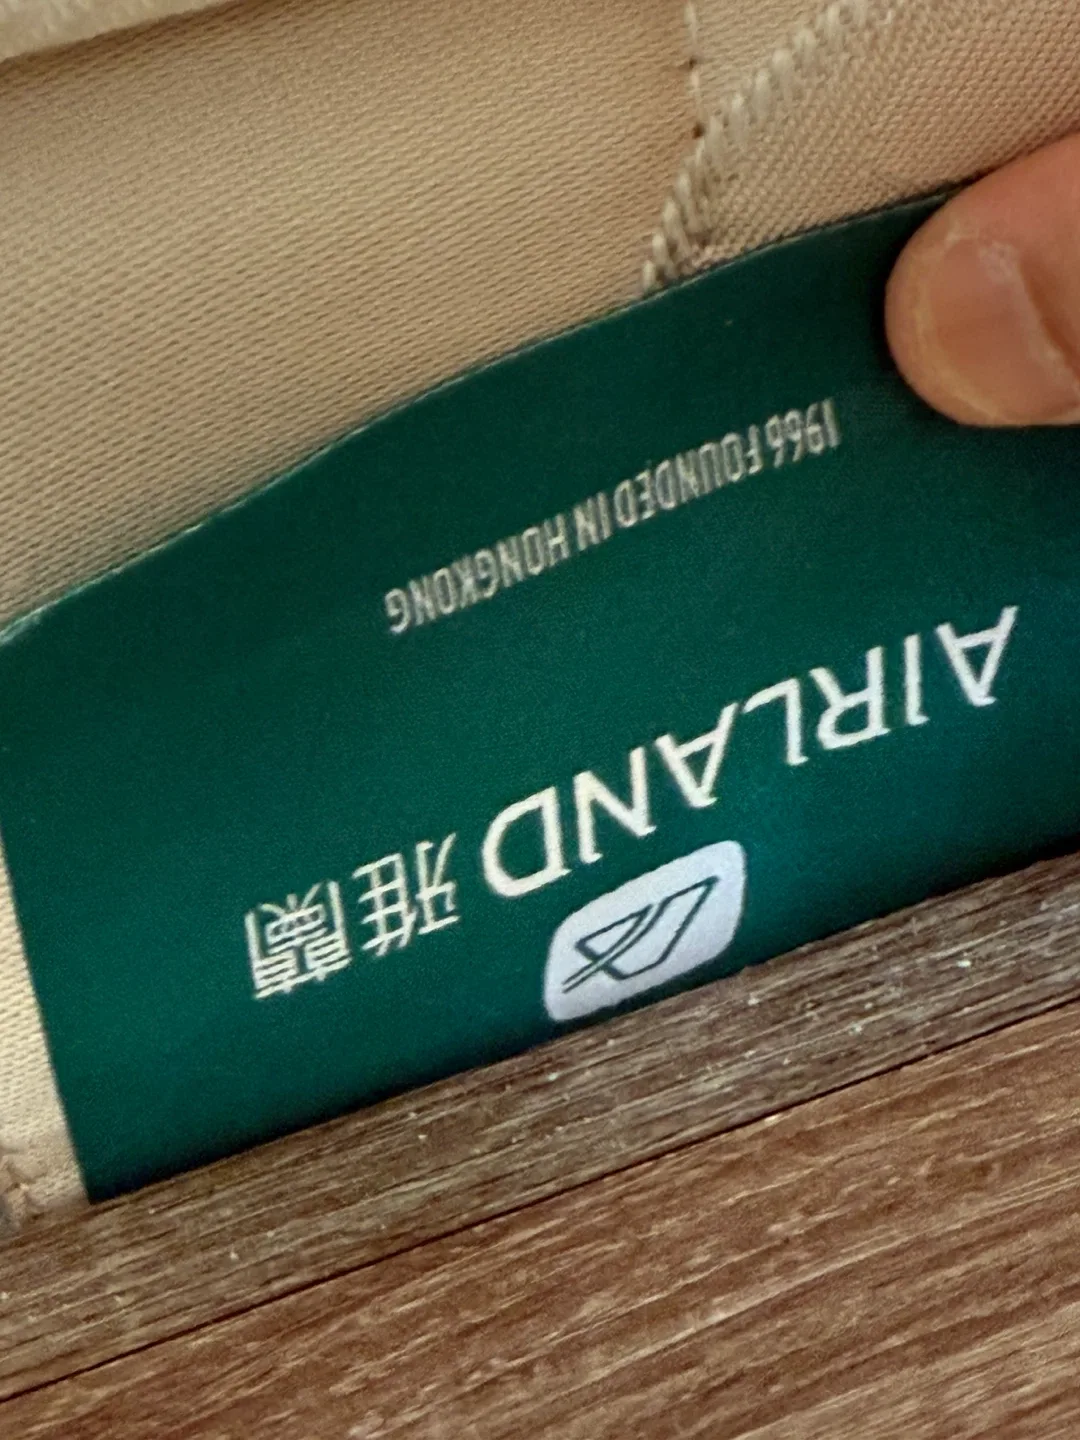 AIRLAND 雅蘭
1966 FOUNDED IN HONGKONG